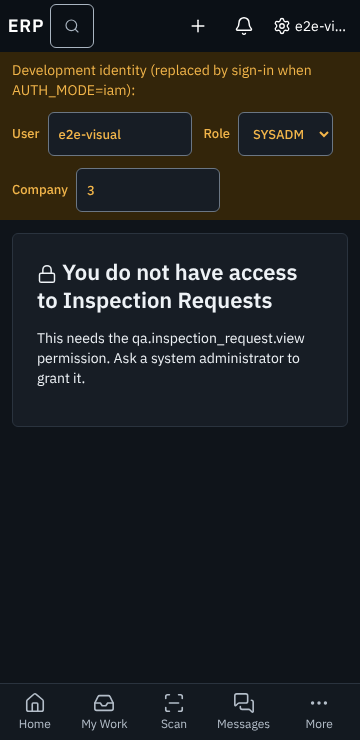 ERP
e2e-vi...
Development identity (replaced by sign-in when
AUTH_MODE=iam):
User
e2e-visual
Role
SYSADM
Company
3
You do not have access
to Inspection Requests
This needs the qa.inspection_request.view
permission. Ask a system administrator to
grant it.
Home
My Work
Scan
Messages
More